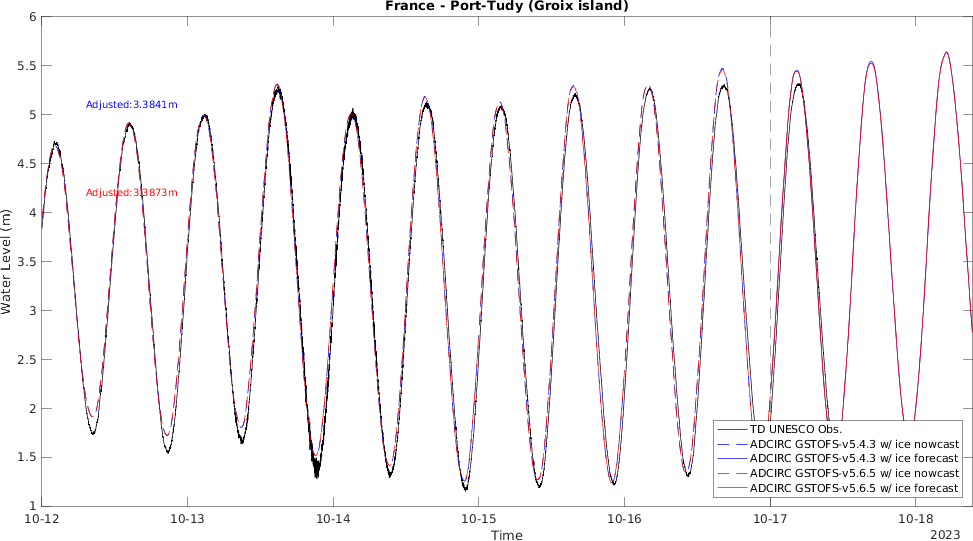 France - Port-Tudy (Groix island)
6
5.5
5
4.5
4
3.5
3
2.5
2
1.5
1
Water Level (m)
Adjusted:3.3841m
Adjusted:3.3873m
TD UNESCO Obs.
ADCIRC GSTOFS-v5.4.3 w/ ice nowcast
ADCIRC GSTOFS-v5.4.3 w/ ice forecast
ADCIRC GSTOFS-v5.6.5 w/ ice nowcast
ADCIRC GSTOFS-v5.6.5 w/ ice forecast
10-12 10-13 10-14 10-15 10-16 10-17 10-18
Time
2023